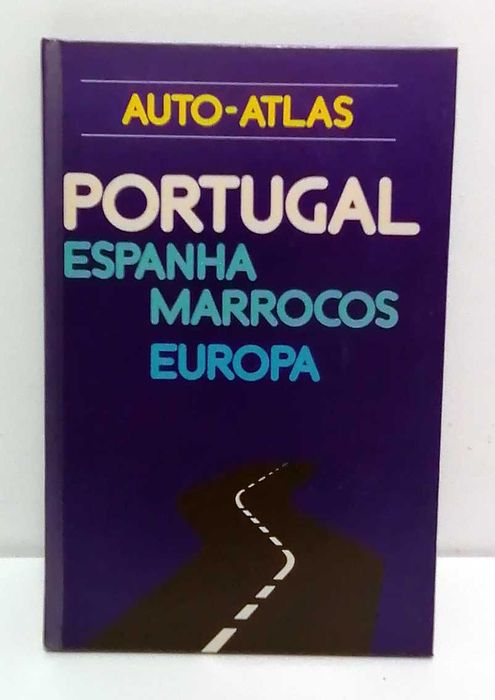 AUTO-ATLAS
PORTUGAL
ESPANHA
MARROCOS
EUROPA